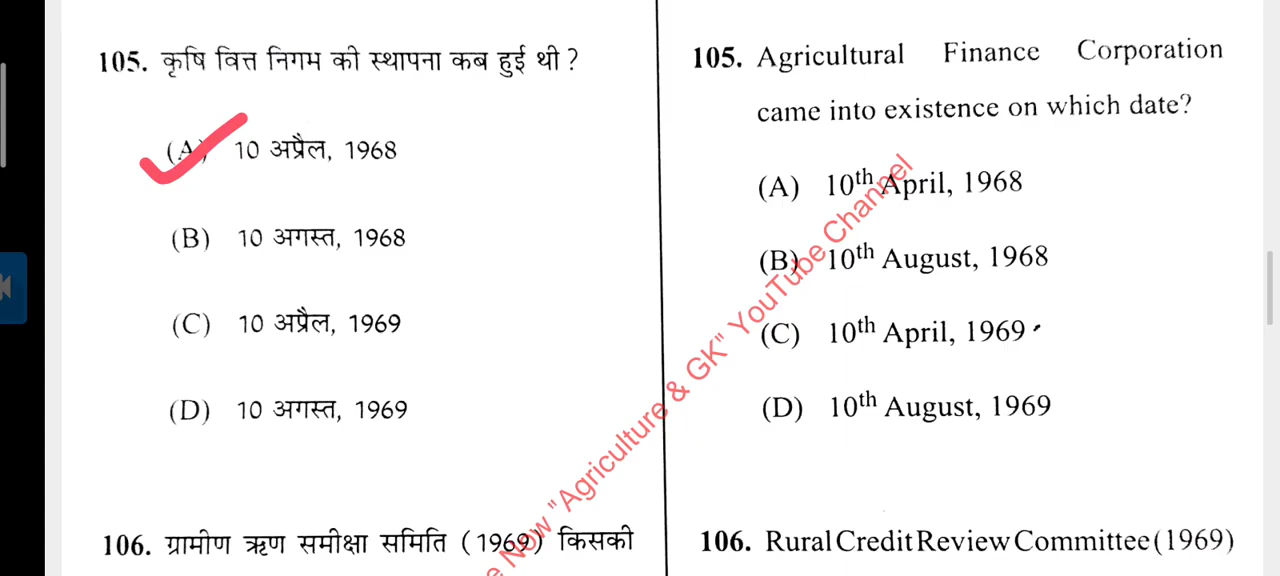 105. कृषि वित्त निगम की स्थापना कब हुई थी ?
(A) 10 अप्रैल, 1968
(B) 10 अगस्त, 1968
(C) 10 अप्रैल, 1969
(D) 10 अगस्त, 1969
106. ग्रामीण ऋण समीक्षा समिति (1969) किसकी
105. Agricultural Finance Corporation
came into existence on which date?
(A) 10th April, 1968
(B) 10th August, 1968
(C) 10th April, 1969
(D) 10th August, 1969
106. Rural Credit Review Committee (1969)
Now "Agriculture & GK" YouTube Channel